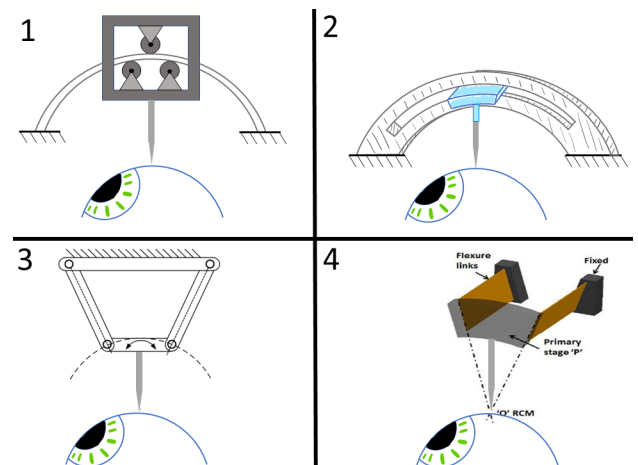 1
2
3
4
Flexure
links
Fixed
Primary
stage 'P'
'O' RCM